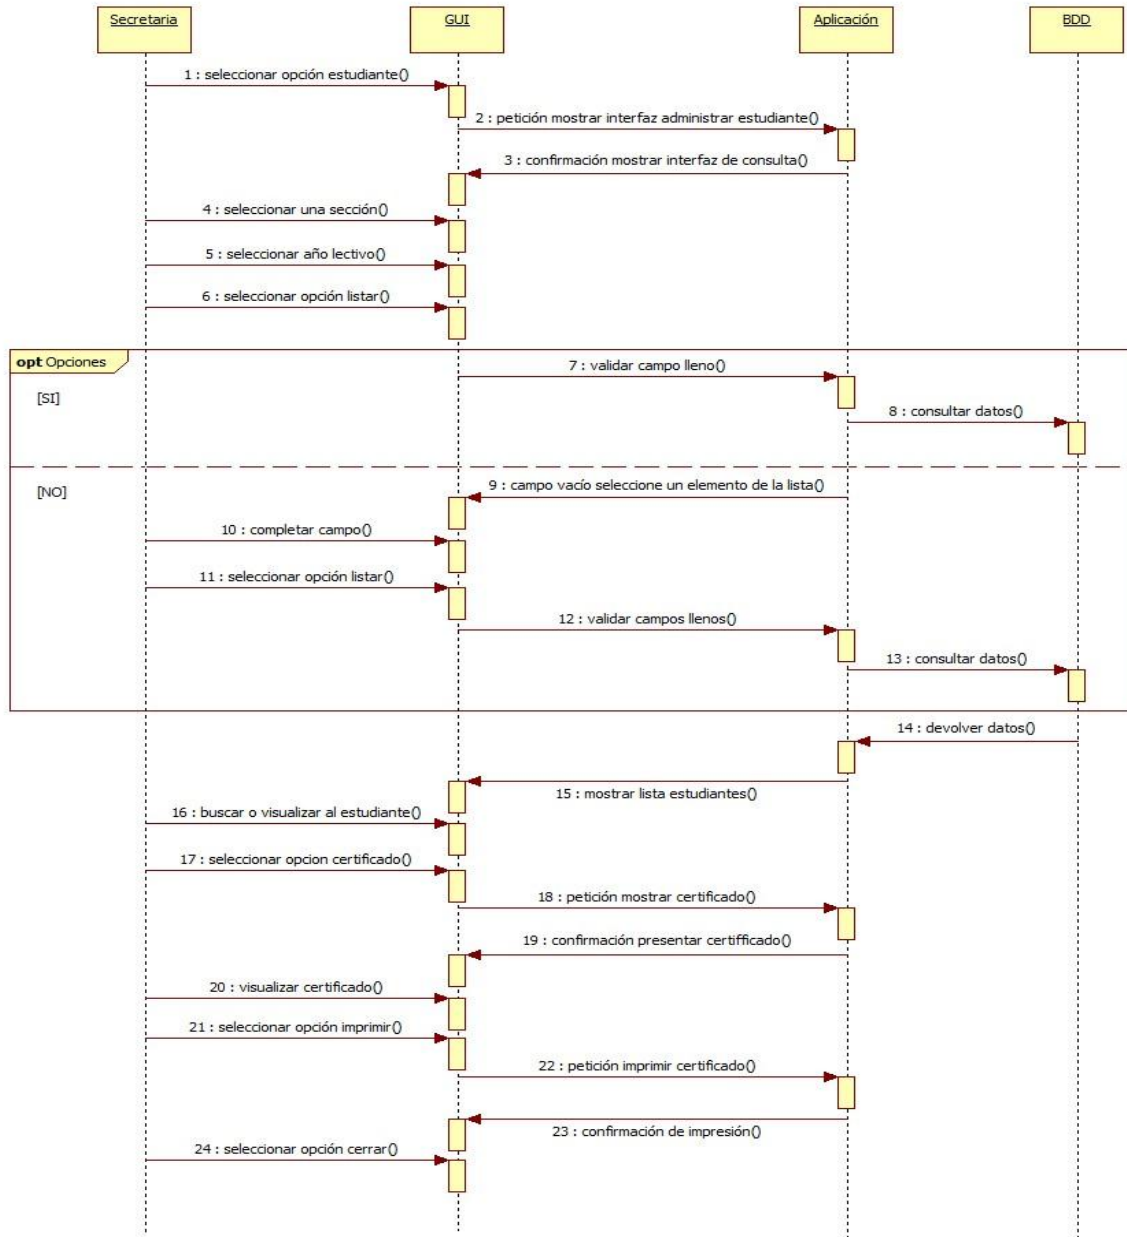 Secretaria
GUI
Aplicación
BDD
1 : seleccionar opción estudiante()
2 : petición mostrar interfaz administrar estudiante()
3 : confirmación mostrar interfaz de consulta()
4 : seleccionar una sección()
5 : seleccionar año lectivo()
6 : seleccionar opción listar()
opt Opciones
7 : validar campo lleno()
[SI]
8 : consultar datos()
[NO]
9 : campo vacío seleccione un elemento de la lista()
10 : completar campo()
11 : seleccionar opción listar()
12 : validar campos llenos()
13 : consultar datos()
14 : devolver datos()
15 : mostrar lista estudiantes()
16 : buscar o visualizar al estudiante()
17 : seleccionar opcion certificado()
18 : petición mostrar certificado()
19 : confirmación presentar certifficado()
20 : visualizar certificado()
21 : seleccionar opción imprimir()
22 : petición imprimir certificado()
23 : confirmación de impresión()
24 : seleccionar opción cerrar()